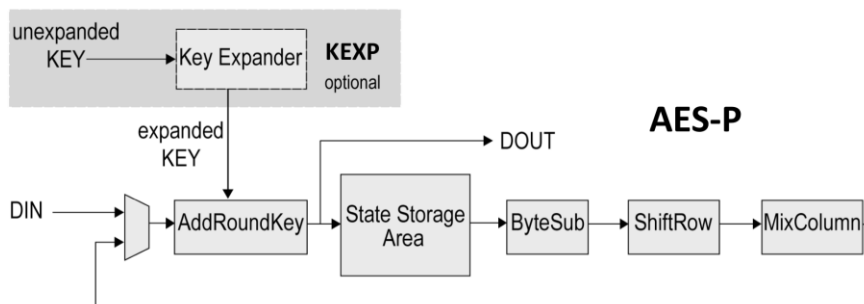 unexpanded
KEY
Key Expander
KEXP
optional
expanded
KEY
AES-P
DOUT
DIN
AddRoundKey
State Storage
Area
ByteSub
ShiftRow
MixColumn